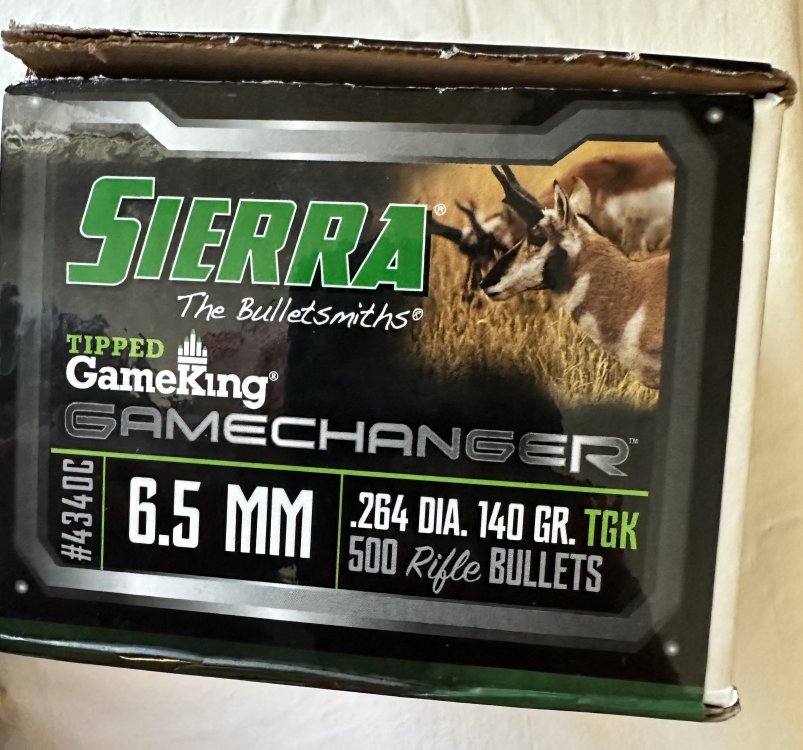 SIERRA®
The Bulletsmiths®
TIPPED
GameKing®
GAMECHANGER™
#4340C
6.5 MM
.264 DIA. 140 GR. TGK
500 Rifle BULLETS